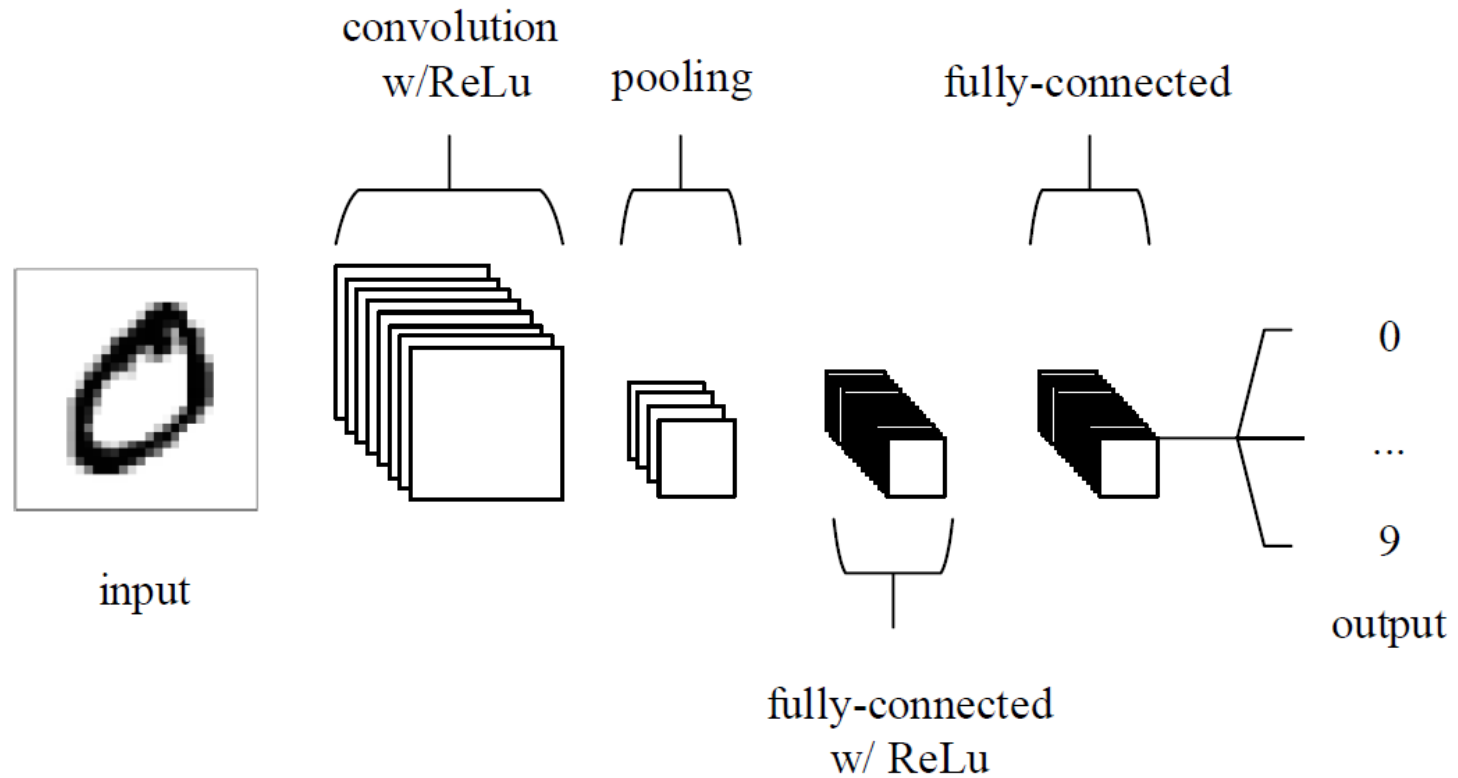 convolution
w/ReLu
pooling
fully-connected
0
...
9
input
output
fully-connected
w/ ReLu